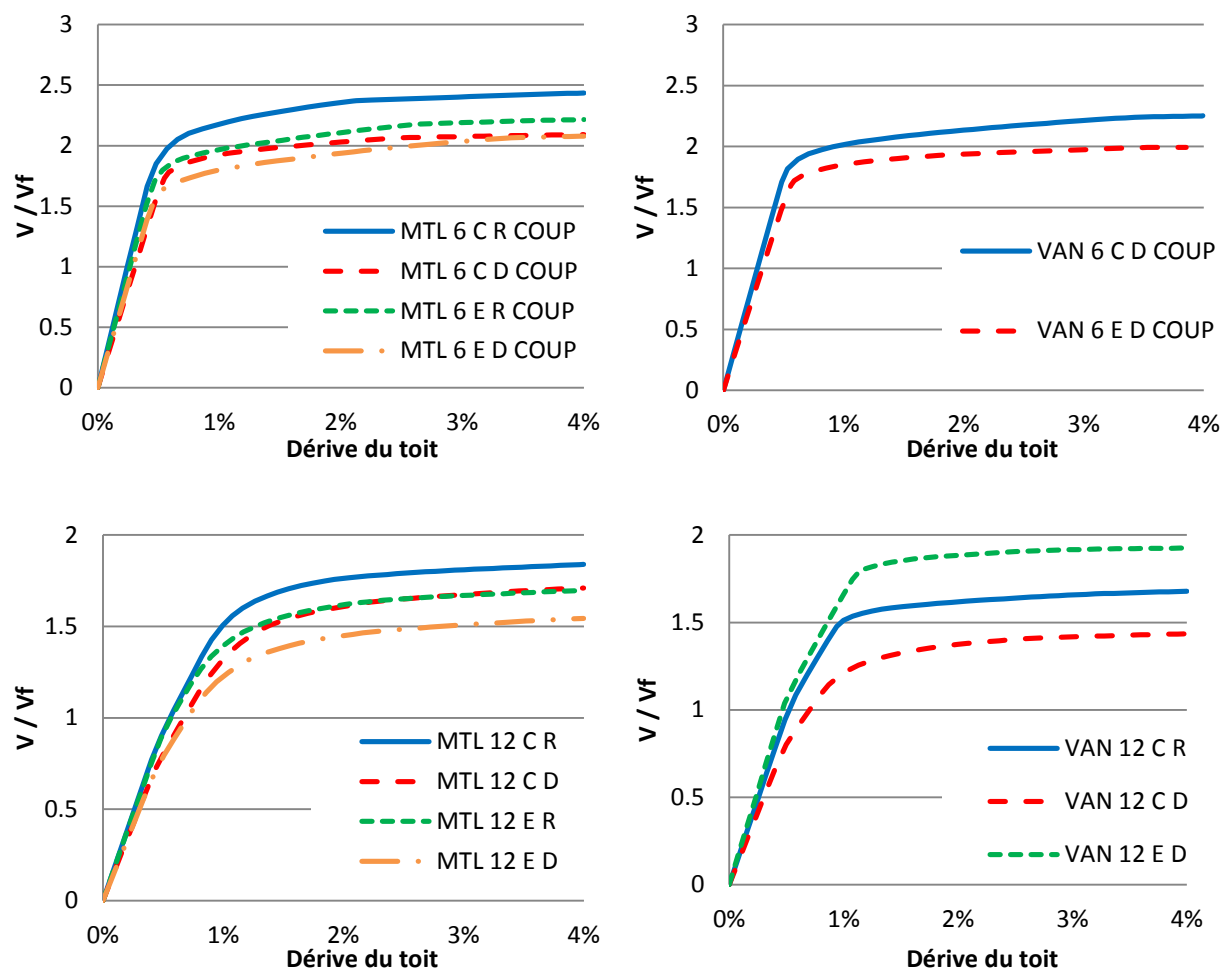 3
2.5
2
1.5
1
0.5
0
V / Vf
MTL 6 C R COUP
MTL 6 C D COUP
MTL 6 E R COUP
MTL 6 E D COUP
0% 1% 2% 3% 4%
Dérive du toit
3
2.5
2
1.5
1
0.5
0
V / Vf
VAN 6 C D COUP
VAN 6 E D COUP
0% 1% 2% 3% 4%
Dérive du toit
2
1.5
1
0.5
0
V / Vf
MTL 12 C R
MTL 12 C D
MTL 12 E R
MTL 12 E D
0% 1% 2% 3% 4%
Dérive du toit
2
1.5
1
0.5
0
V / Vf
VAN 12 C R
VAN 12 C D
VAN 12 E D
0% 1% 2% 3% 4%
Dérive du toit